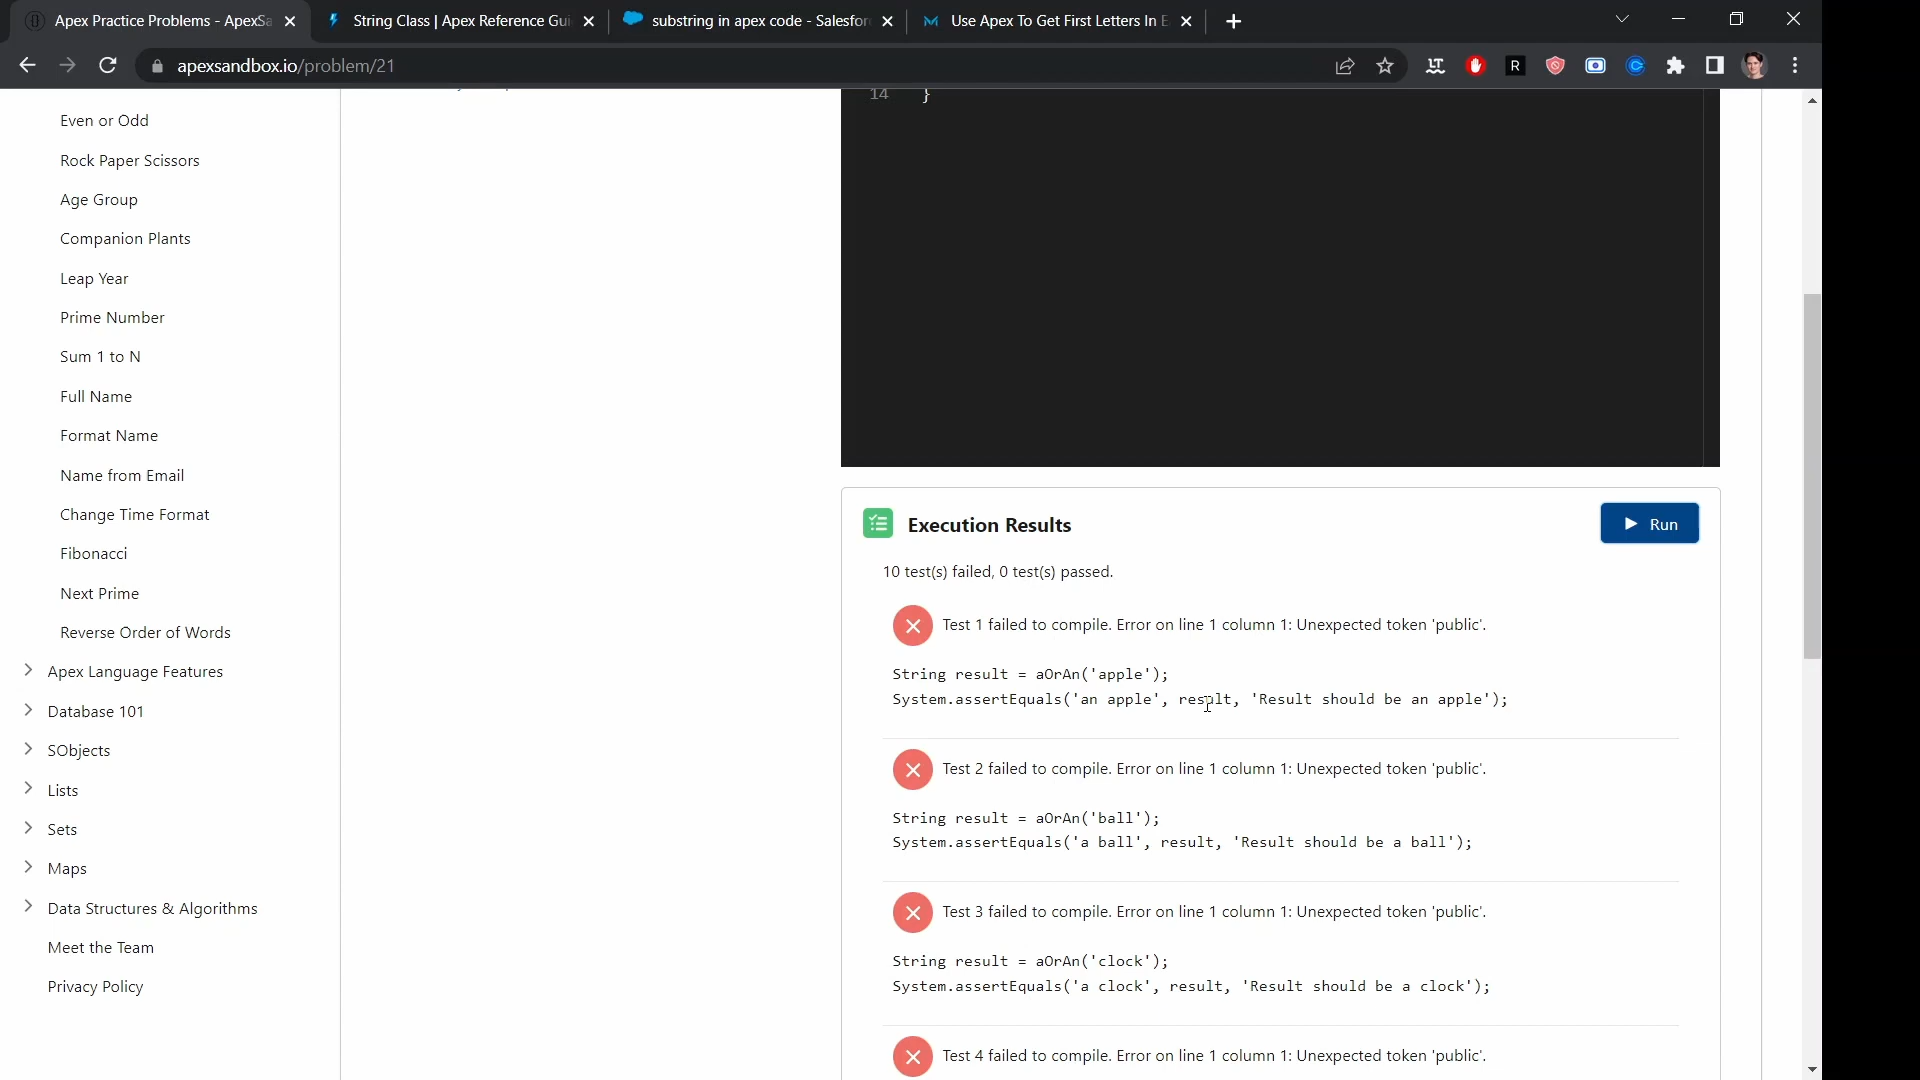 Apex Practice Problems - ApexSa
String Class | Apex Reference Gui
substring in apex code - Salesfor
Use Apex To Get First Letters In E
apexsandbox.io/problem/21
14 }
Even or Odd
Rock Paper Scissors
Age Group
Companion Plants
Leap Year
Prime Number
Sum 1 to N
Full Name
Format Name
Name from Email
Change Time Format
Fibonacci
Next Prime
Reverse Order of Words
Apex Language Features
Database 101
SObjects
Lists
Sets
Maps
Data Structures & Algorithms
Meet the Team
Privacy Policy
Execution Results
Run
10 test(s) failed, 0 test(s) passed.
Test 1 failed to compile. Error on line 1 column 1: Unexpected token 'public'.
String result = aOrAn('apple');
System.assertEquals('an apple', result, 'Result should be an apple');
Test 2 failed to compile. Error on line 1 column 1: Unexpected token 'public'.
String result = aOrAn('ball');
System.assertEquals('a ball', result, 'Result should be a ball');
Test 3 failed to compile. Error on line 1 column 1: Unexpected token 'public'.
String result = aOrAn('clock');
System.assertEquals('a clock', result, 'Result should be a clock');
Test 4 failed to compile. Error on line 1 column 1: Unexpected token 'public'.